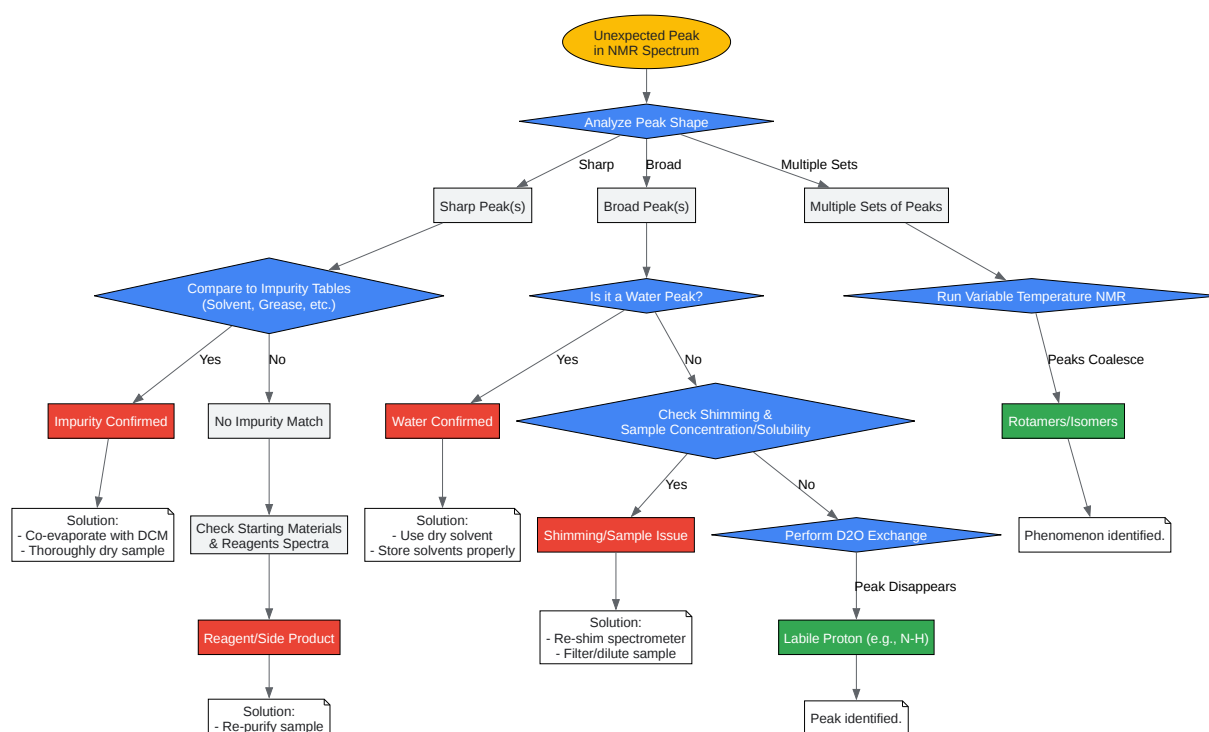 Unexpected Peak
in NMR Spectrum
Analyze Peak Shape
Sharp
Broad
Multiple Sets
Sharp Peak(s)
Broad Peak(s)
Multiple Sets of Peaks
Compare to Impurity Tables
(Solvent, Grease, etc.)
Is it a Water Peak?
Run Variable Temperature NMR
Yes
No
Yes
No
Peaks Coalesce
Impurity Confirmed
No Impurity Match
Water Confirmed
Check Shimming &
Sample Concentration/Solubility
Rotamers/Isomers
Yes
No
Solution:
- Co-evaporate with DCM
- Thoroughly dry sample
Check Starting Materials
& Reagents Spectra
Solution:
- Use dry solvent
- Store solvents properly
Shimming/Sample Issue
Perform D2O Exchange
Phenomenon identified.
Peak Disappears
Reagent/Side Product
Solution:
- Re-shim spectrometer
- Filter/dilute sample
Labile Proton (e.g., N-H)
Solution:
- Re-purify sample
Peak identified.